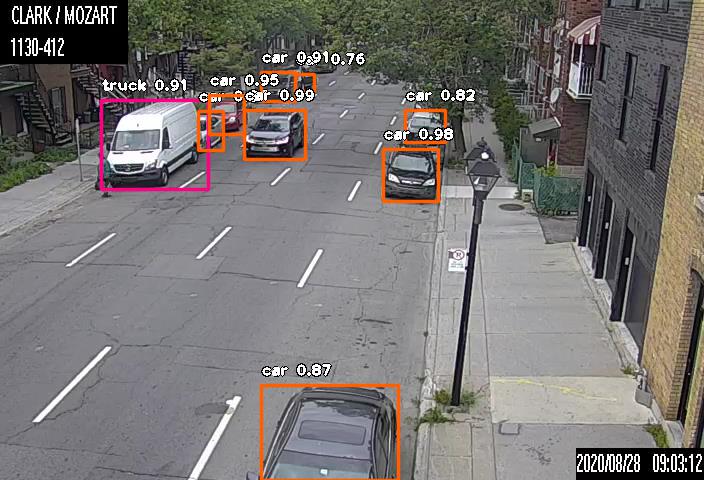 CLARK / MOZART
1130-412
car 0.91
0.76
car 0.95
truck 0.91
car 0.99
car 0.82
car 0.98
car 0.87
2020/08/28 09:03:12